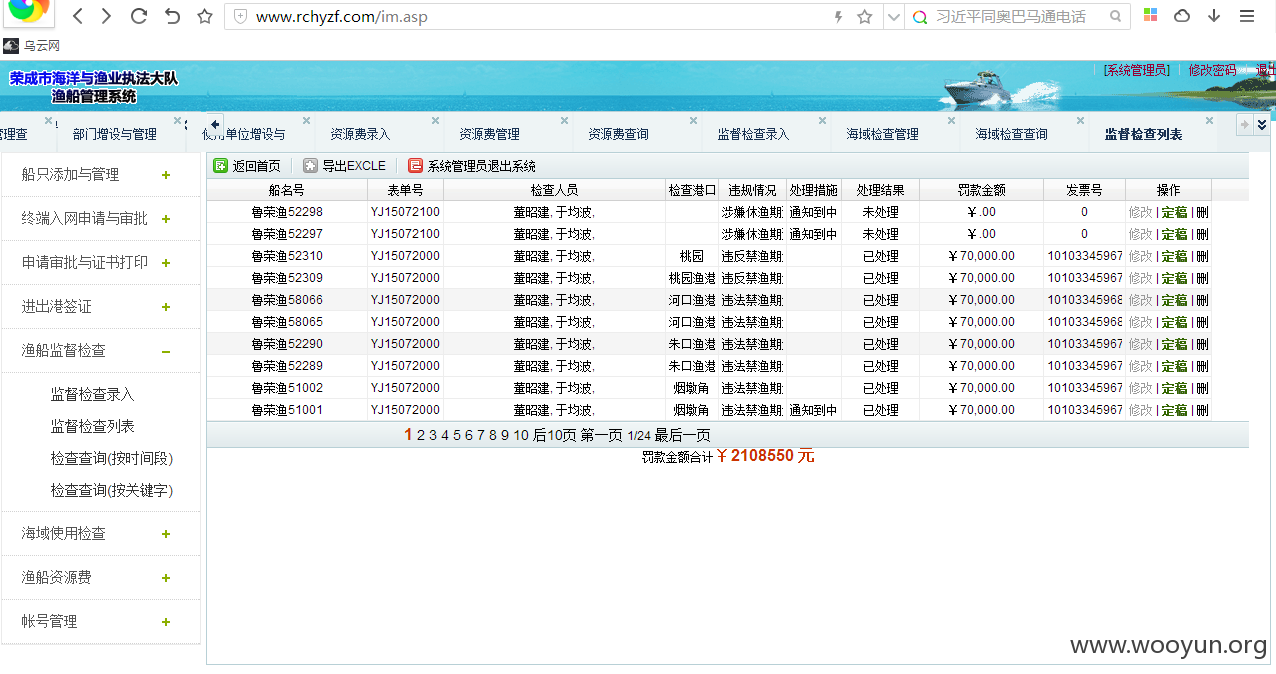 www.rchyzf.com/im.asp
习近平同奥巴马通电话
乌云网
荣成市海洋与渔业执法大队
渔船管理系统
[系统管理员] 修改密码 退出
管理查 部门增设与管理 使用单位增设与 资源费录入 资源费管理 资源费查询 监督检查录入 海域检查管理 海域检查查询 监督检查列表
返回首页 导出EXCLE 系统管理员退出系统
船只添加与管理 +
终端入网申请与审批 +
申请审批与证书打印 +
进出港签证 +
渔船监督检查 −
监督检查录入
监督检查列表
检查查询(按时间段)
检查查询(按关键字)
海域使用检查 +
渔船资源费 +
帐号管理 +
船名号 表单号 检查人员 检查港口 违规情况 处理措施 处理结果 罚款金额 发票号 操作
鲁荣渔52298 YJ15072100 董昭建, 于均波, 涉嫌休渔期 通知到中 未处理 ￥.00 0 修改 | 定稿 | 删
鲁荣渔52297 YJ15072100 董昭建, 于均波, 涉嫌休渔期 通知到中 未处理 ￥.00 0 修改 | 定稿 | 删
鲁荣渔52310 YJ15072000 董昭建, 于均波, 桃园 违反禁渔期 已处理 ￥70,000.00 10103345967 修改 | 定稿 | 删
鲁荣渔52309 YJ15072000 董昭建, 于均波, 桃园渔港 违反禁渔期 已处理 ￥70,000.00 10103345967 修改 | 定稿 | 删
鲁荣渔58066 YJ15072000 董昭建, 于均波, 河口渔港 违法禁渔期 已处理 ￥70,000.00 10103345968 修改 | 定稿 | 删
鲁荣渔58065 YJ15072000 董昭建, 于均波, 河口渔港 违法禁渔期 已处理 ￥70,000.00 10103345968 修改 | 定稿 | 删
鲁荣渔52290 YJ15072000 董昭建, 于均波, 朱口渔港 违法禁渔期 已处理 ￥70,000.00 10103345967 修改 | 定稿 | 删
鲁荣渔52289 YJ15072000 董昭建, 于均波, 朱口渔港 违法禁渔期 已处理 ￥70,000.00 10103345967 修改 | 定稿 | 删
鲁荣渔51002 YJ15072000 董昭建, 于均波, 烟墩角 违法禁渔期 已处理 ￥70,000.00 10103345967 修改 | 定稿 | 删
鲁荣渔51001 YJ15072000 董昭建, 于均波, 烟墩角 违法禁渔期 通知到中 已处理 ￥70,000.00 10103345967 修改 | 定稿 | 删
1 2 3 4 5 6 7 8 9 10 后10页 第一页 1/24 最后一页
罚款金额合计￥2108550 元
www.wooyun.org